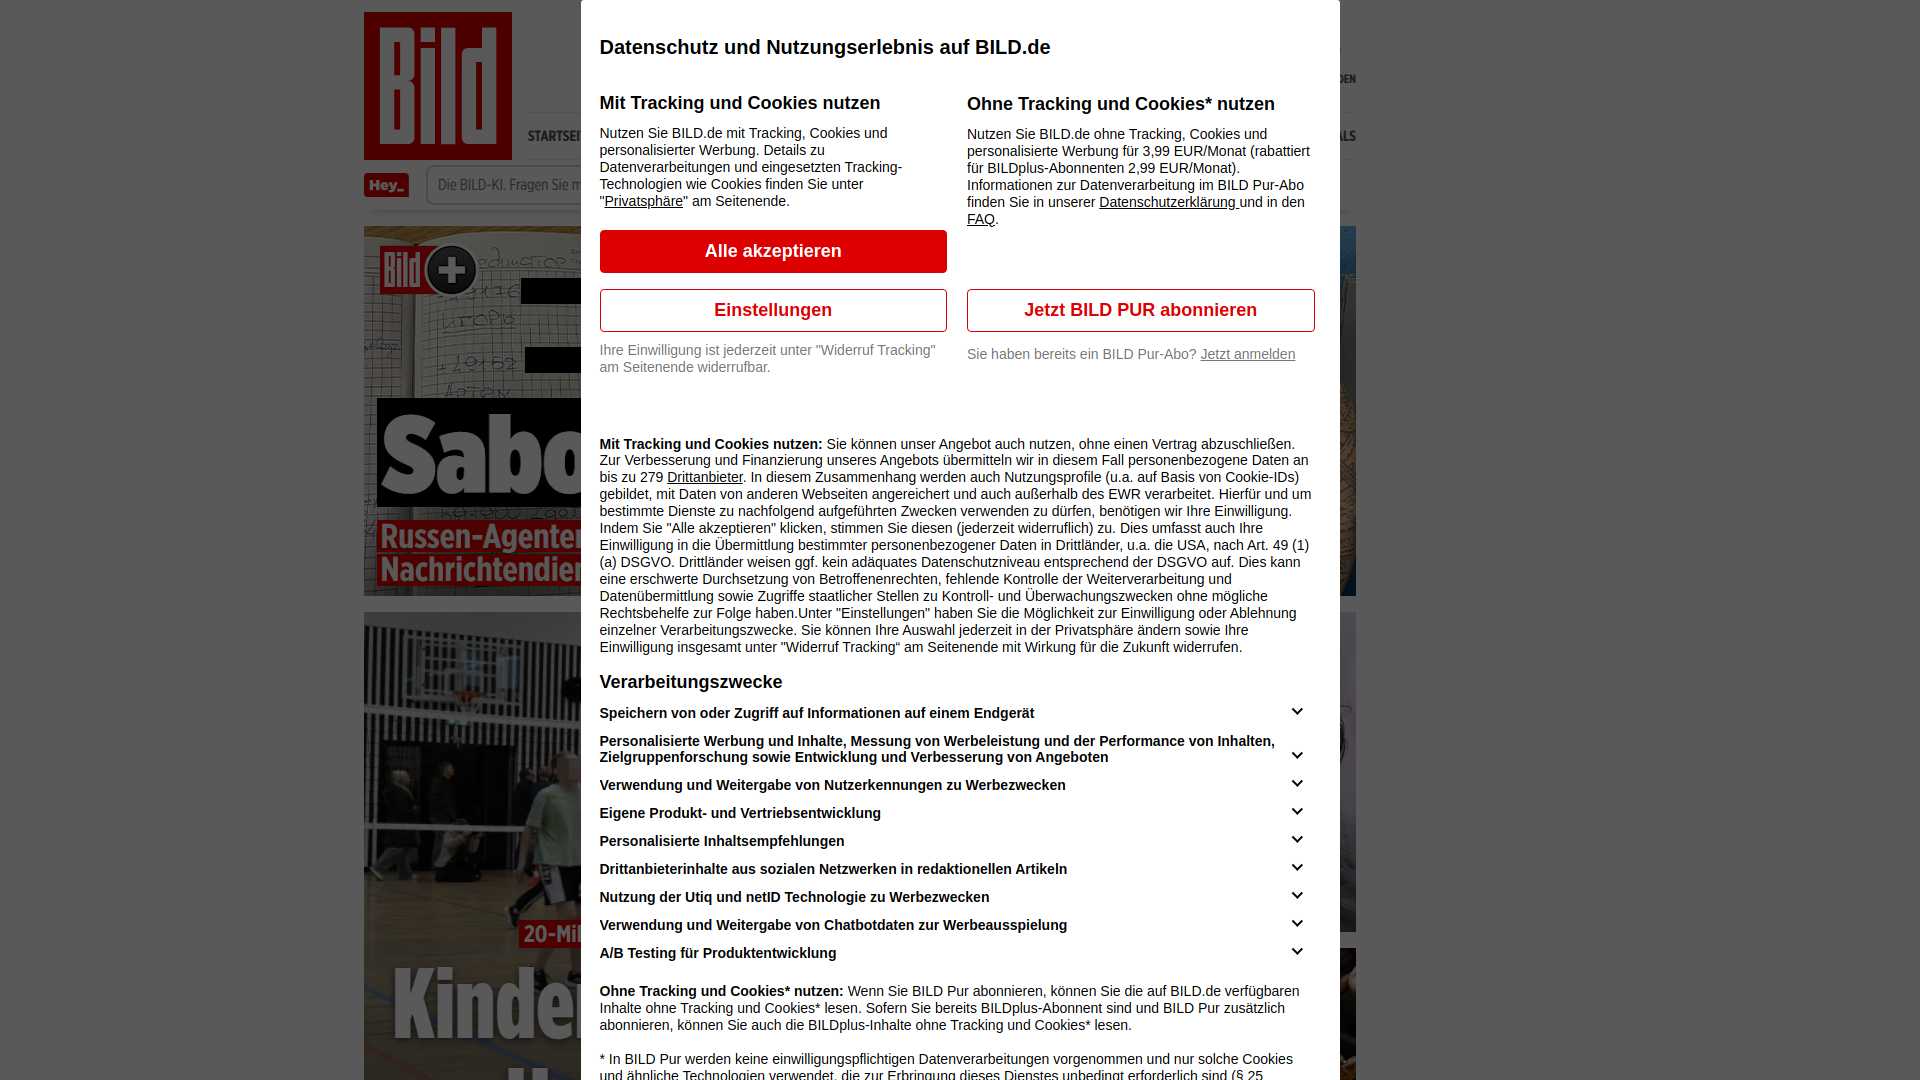 Bild
STARTSEI
Hey_
Die BILD-KI. Fragen Sie m
Bild
Sabo
Russen-Agenten
Nachrichtendien
20-Mil
Kinder
Datenschutz und Nutzungserlebnis auf BILD.de
Mit Tracking und Cookies nutzen
Nutzen Sie BILD.de mit Tracking, Cookies und
personalisierter Werbung. Details zu
Datenverarbeitungen und eingesetzten Tracking-
Technologien wie Cookies finden Sie unter
"Privatsphäre" am Seitenende.
Alle akzeptieren
Einstellungen
Ihre Einwilligung ist jederzeit unter "Widerruf Tracking"
am Seitenende widerrufbar.
Ohne Tracking und Cookies* nutzen
Nutzen Sie BILD.de ohne Tracking, Cookies und
personalisierte Werbung für 3,99 EUR/Monat (rabattiert
für BILDplus-Abonnenten 2,99 EUR/Monat).
Informationen zur Datenverarbeitung im BILD Pur-Abo
finden Sie in unserer Datenschutzerklärung und in den
FAQ.
Jetzt BILD PUR abonnieren
Sie haben bereits ein BILD Pur-Abo? Jetzt anmelden
Mit Tracking und Cookies nutzen: Sie können unser Angebot auch nutzen, ohne einen Vertrag abzuschließen.
Zur Verbesserung und Finanzierung unseres Angebots übermitteln wir in diesem Fall personenbezogene Daten an
bis zu 279 Drittanbieter. In diesem Zusammenhang werden auch Nutzungsprofile (u.a. auf Basis von Cookie-IDs)
gebildet, mit Daten von anderen Webseiten angereichert und auch außerhalb des EWR verarbeitet. Hierfür und um
bestimmte Dienste zu nachfolgend aufgeführten Zwecken verwenden zu dürfen, benötigen wir Ihre Einwilligung.
Indem Sie "Alle akzeptieren" klicken, stimmen Sie diesen (jederzeit widerruflich) zu. Dies umfasst auch Ihre
Einwilligung in die Übermittlung bestimmter personenbezogener Daten in Drittländer, u.a. die USA, nach Art. 49 (1)
(a) DSGVO. Drittländer weisen ggf. kein adäquates Datenschutzniveau entsprechend der DSGVO auf. Dies kann
eine erschwerte Durchsetzung von Betroffenenrechten, fehlende Kontrolle der Weiterverarbeitung und
Datenübermittlung sowie Zugriffe staatlicher Stellen zu Kontroll- und Überwachungszwecken ohne mögliche
Rechtsbehelfe zur Folge haben.Unter "Einstellungen" haben Sie die Möglichkeit zur Einwilligung oder Ablehnung
einzelner Verarbeitungszwecke. Sie können Ihre Auswahl jederzeit in der Privatsphäre ändern sowie Ihre
Einwilligung insgesamt unter "Widerruf Tracking“ am Seitenende mit Wirkung für die Zukunft widerrufen.
Verarbeitungszwecke
Speichern von oder Zugriff auf Informationen auf einem Endgerät
Personalisierte Werbung und Inhalte, Messung von Werbeleistung und der Performance von Inhalten,
Zielgruppenforschung sowie Entwicklung und Verbesserung von Angeboten
Verwendung und Weitergabe von Nutzerkennungen zu Werbezwecken
Eigene Produkt- und Vertriebsentwicklung
Personalisierte Inhaltsempfehlungen
Drittanbieterinhalte aus sozialen Netzwerken in redaktionellen Artikeln
Nutzung der Utiq und netID Technologie zu Werbezwecken
Verwendung und Weitergabe von Chatbotdaten zur Werbeausspielung
A/B Testing für Produktentwicklung
Ohne Tracking und Cookies* nutzen: Wenn Sie BILD Pur abonnieren, können Sie die auf BILD.de verfügbaren
Inhalte ohne Tracking und Cookies* lesen. Sofern Sie bereits BILDplus-Abonnent sind und BILD Pur zusätzlich
abonnieren, können Sie auch die BILDplus-Inhalte ohne Tracking und Cookies* lesen.
* In BILD Pur werden keine einwilligungspflichtigen Datenverarbeitungen vorgenommen und nur solche Cookies
und ähnliche Technologien verwendet, die zur Erbringung dieses Dienstes unbedingt erforderlich sind (§ 25
DEN
ALS